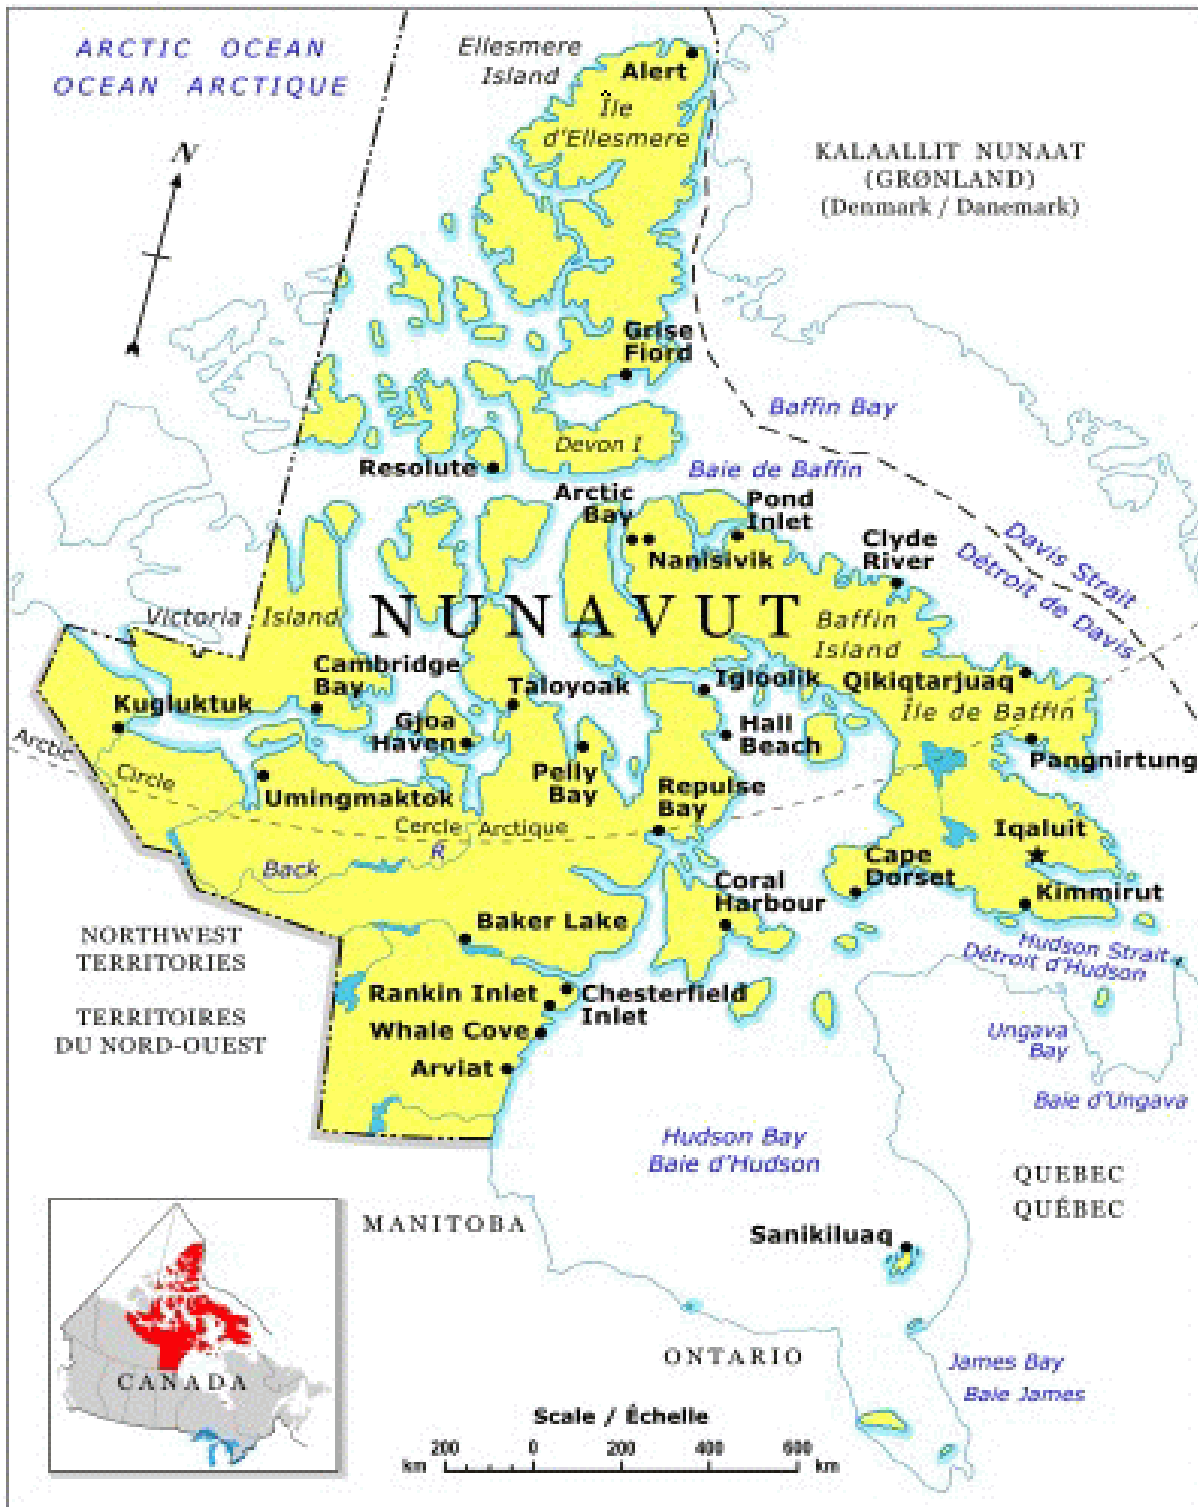 ARCTIC OCEAN
OCEAN ARCTIQUE
Ellesmere
Island
Alert
Île
d'Ellesmere
N
KALAALLIT NUNAAT
(GRØNLAND)
(Denmark / Danemark)
Grise
Fiord
Baffin Bay
Devon I
Resolute
Baie de Baffin
Arctic
Bay
Pond
Inlet
Nanisivik
Clyde
River
Davis Strait
Détroit de Davis
Victoria Island
NUNAVUT
Baffin
Island
Cambridge
Bay
Taloyoak
Igloolik
Qikiqtarjuaq
Île de Baffin
Kugluktuk
Gjoa
Haven
Hall
Beach
Pangnirtung
Arctic Circle
Umingmaktok
Pelly
Bay
Repulse
Bay
Cercle Arctique
Back R
Iqaluit
Cape
Dorset
Coral
Harbour
Kimmirut
Baker Lake
NORTHWEST
TERRITORIES
TERRITOIRES
DU NORD-OUEST
Hudson Strait
Détroit d'Hudson
Rankin Inlet
Chesterfield
Inlet
Whale Cove
Arviat
Ungava
Bay
Baie d'Ungava
Hudson Bay
Baie d'Hudson
QUEBEC
QUÉBEC
MANITOBA
Sanikiluaq
ONTARIO
James Bay
Baie James
CANADA
Scale / Échelle
200 0 200 400 600
km km